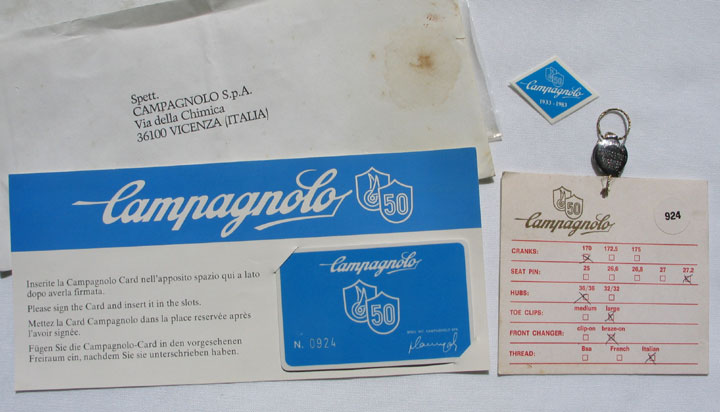 Spett.
CAMPAGNOLO S.p.A.
Via della Chimica
36100 VICENZA (ITALIA)
Campagnolo
1933-1983
Campagnolo 50
Inserite la Campagnolo Card nell'apposito spazio qui a lato
dopo averla firmata.
Please sign the Card and insert it in the slots.
Mettez la Card Campagnolo dans la place reservée après
l'avoir signée.
Fügen Sie die Campagnolo-Card in den vorgesehenen
Freiraum ein, nachdem Sie sie unterschrieben haben.
Campagnolo
50
N. 0924
50
Campagnolo
924
CRANKS: 170 172,5 175
SEAT PIN: 25 26,6 26,8 27 27,2
HUBS: 36/36 32/32
TOE CLIPS: medium large
FRONT CHANGER: clip-on braze-on
THREAD: Bsa French Italian